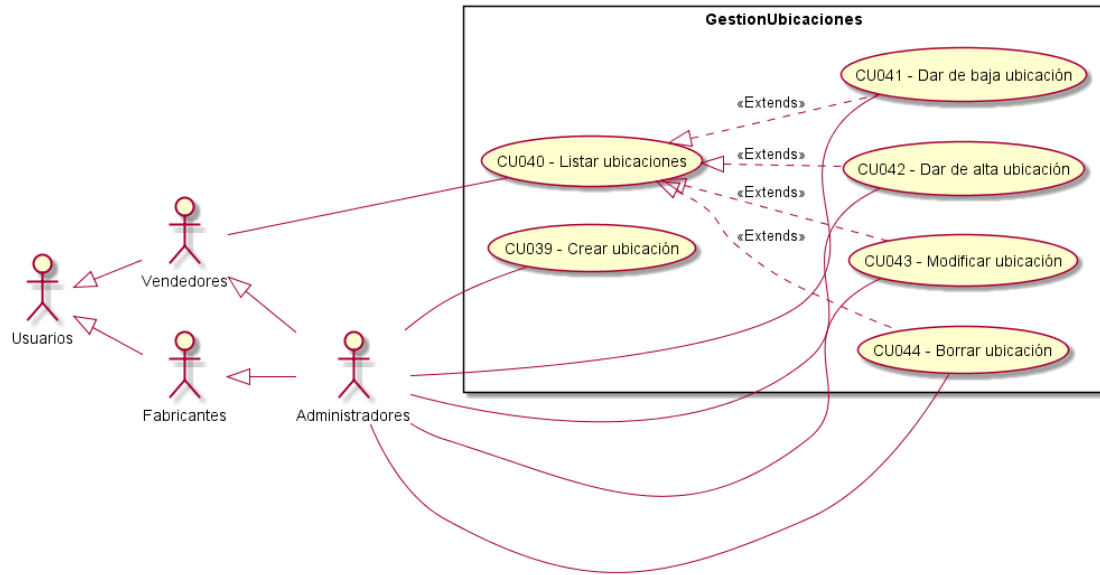 GestionUbicaciones
CU041 - Dar de baja ubicación
«Extends»
CU040 - Listar ubicaciones
«Extends»
CU042 - Dar de alta ubicación
«Extends»
CU039 - Crear ubicación
«Extends»
CU043 - Modificar ubicación
Vendedores
Usuarios
CU044 - Borrar ubicación
Fabricantes
Administradores